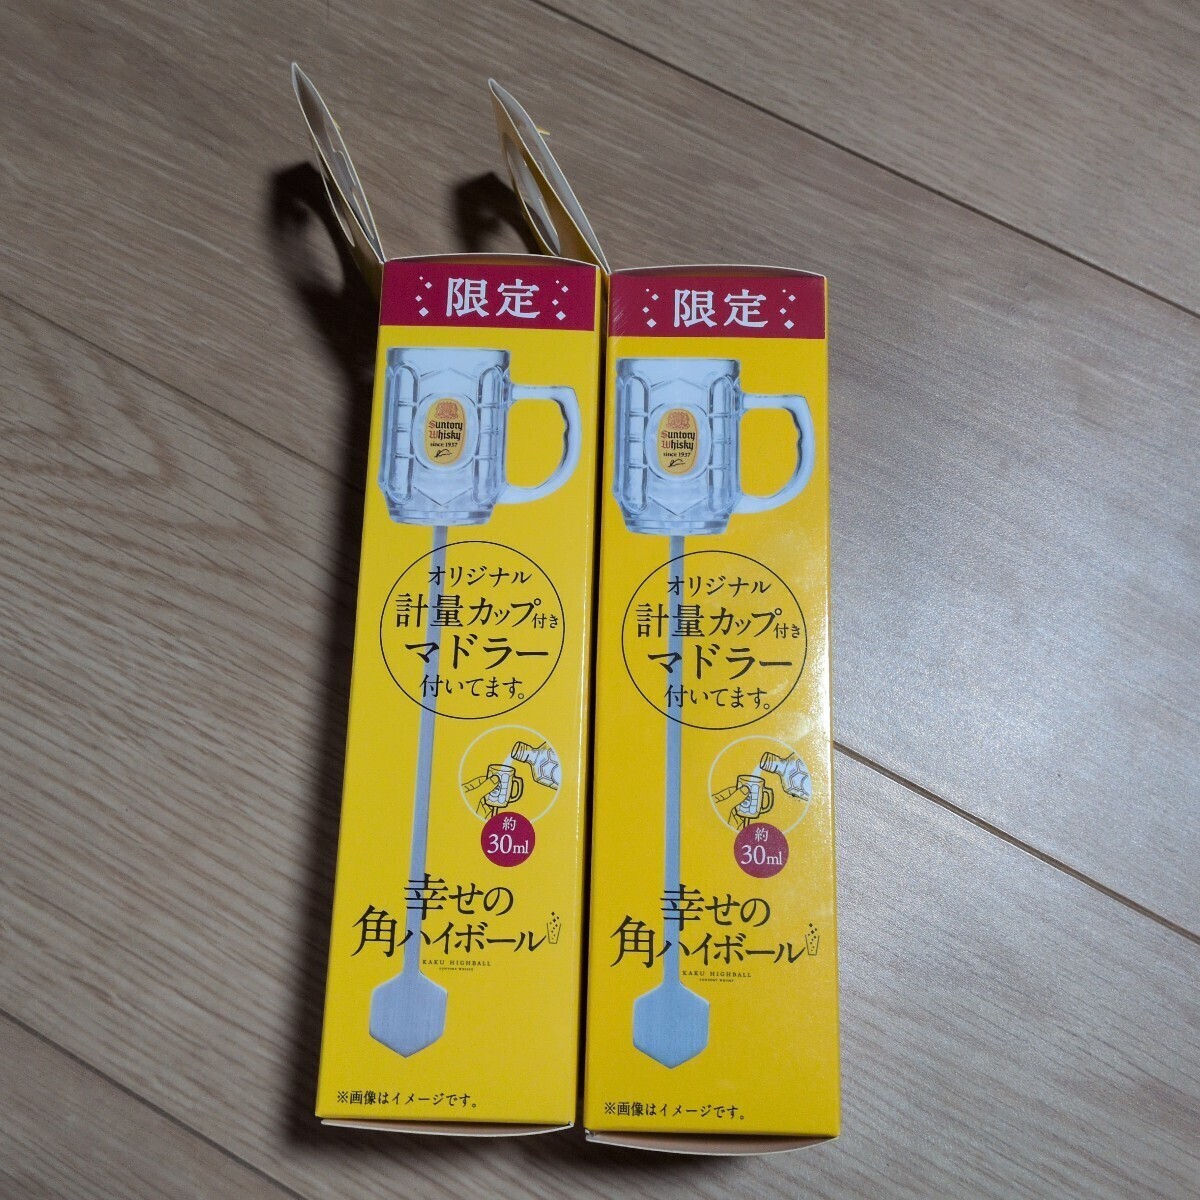 限定
Suntory
Whisky
since 1937
オリジナル
計量カップ付き
マドラー
付いてます。
約
30ml
幸せの
角ハイボール
KAKU HIGHBALL
SUNTORY WHISKY
※画像はイメージです。
限定
Suntory
Whisky
since 1937
オリジナル
計量カップ付き
マドラー
付いてます。
約
30ml
幸せの
角ハイボール
KAKU HIGHBALL
SUNTORY WHISKY
※画像はイメージです。